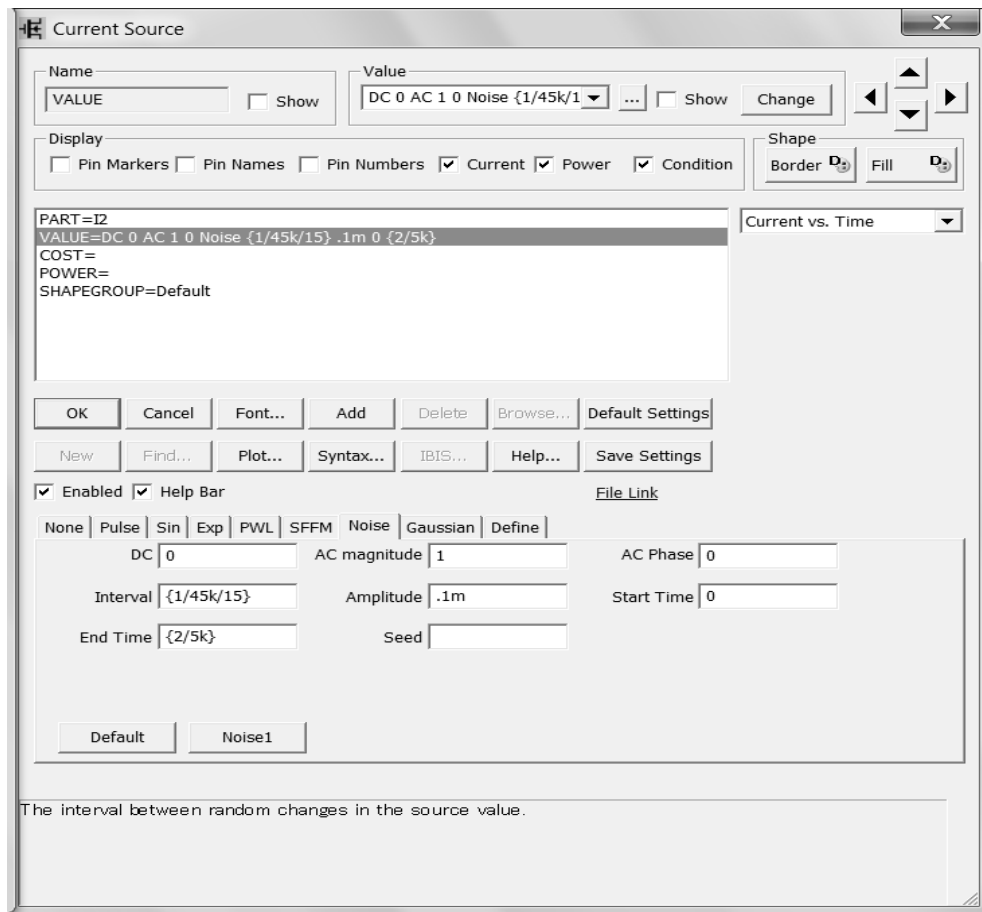 Current Source
X
Name
Value
VALUE
Show
DC 0 AC 1 0 Noise {1/45k/1
...
Show
Change
Display
Shape
Pin Markers
Pin Names
Pin Numbers
Current
Power
Condition
Border
Fill
PART=I2
Current vs. Time
VALUE=DC 0 AC 1 0 Noise {1/45k/15} .1m 0 {2/5k}
COST=
POWER=
SHAPEGROUP=Default
OK
Cancel
Font...
Add
Delete
Browse...
Default Settings
New
Find...
Plot...
Syntax...
IBIS...
Help...
Save Settings
Enabled
Help Bar
File Link
None
Pulse
Sin
Exp
PWL
SFFM
Noise
Gaussian
Define
DC 0
AC magnitude 1
AC Phase 0
Interval {1/45k/15}
Amplitude .1m
Start Time 0
End Time {2/5k}
Seed
Default
Noise1
The interval between random changes in the source value.